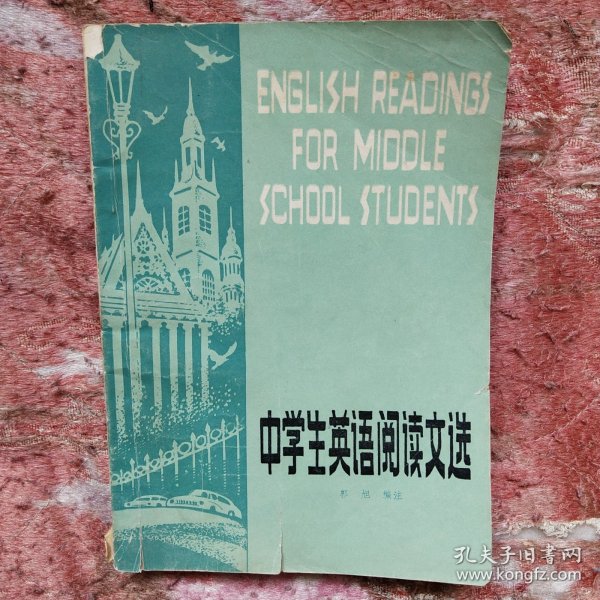 ENGLISH READINGS
FOR MIDDLE
SCHOOL STUDENTS
中学生英语阅读文选
郭旭 编注
孔夫子旧书网
www.kongfz.com